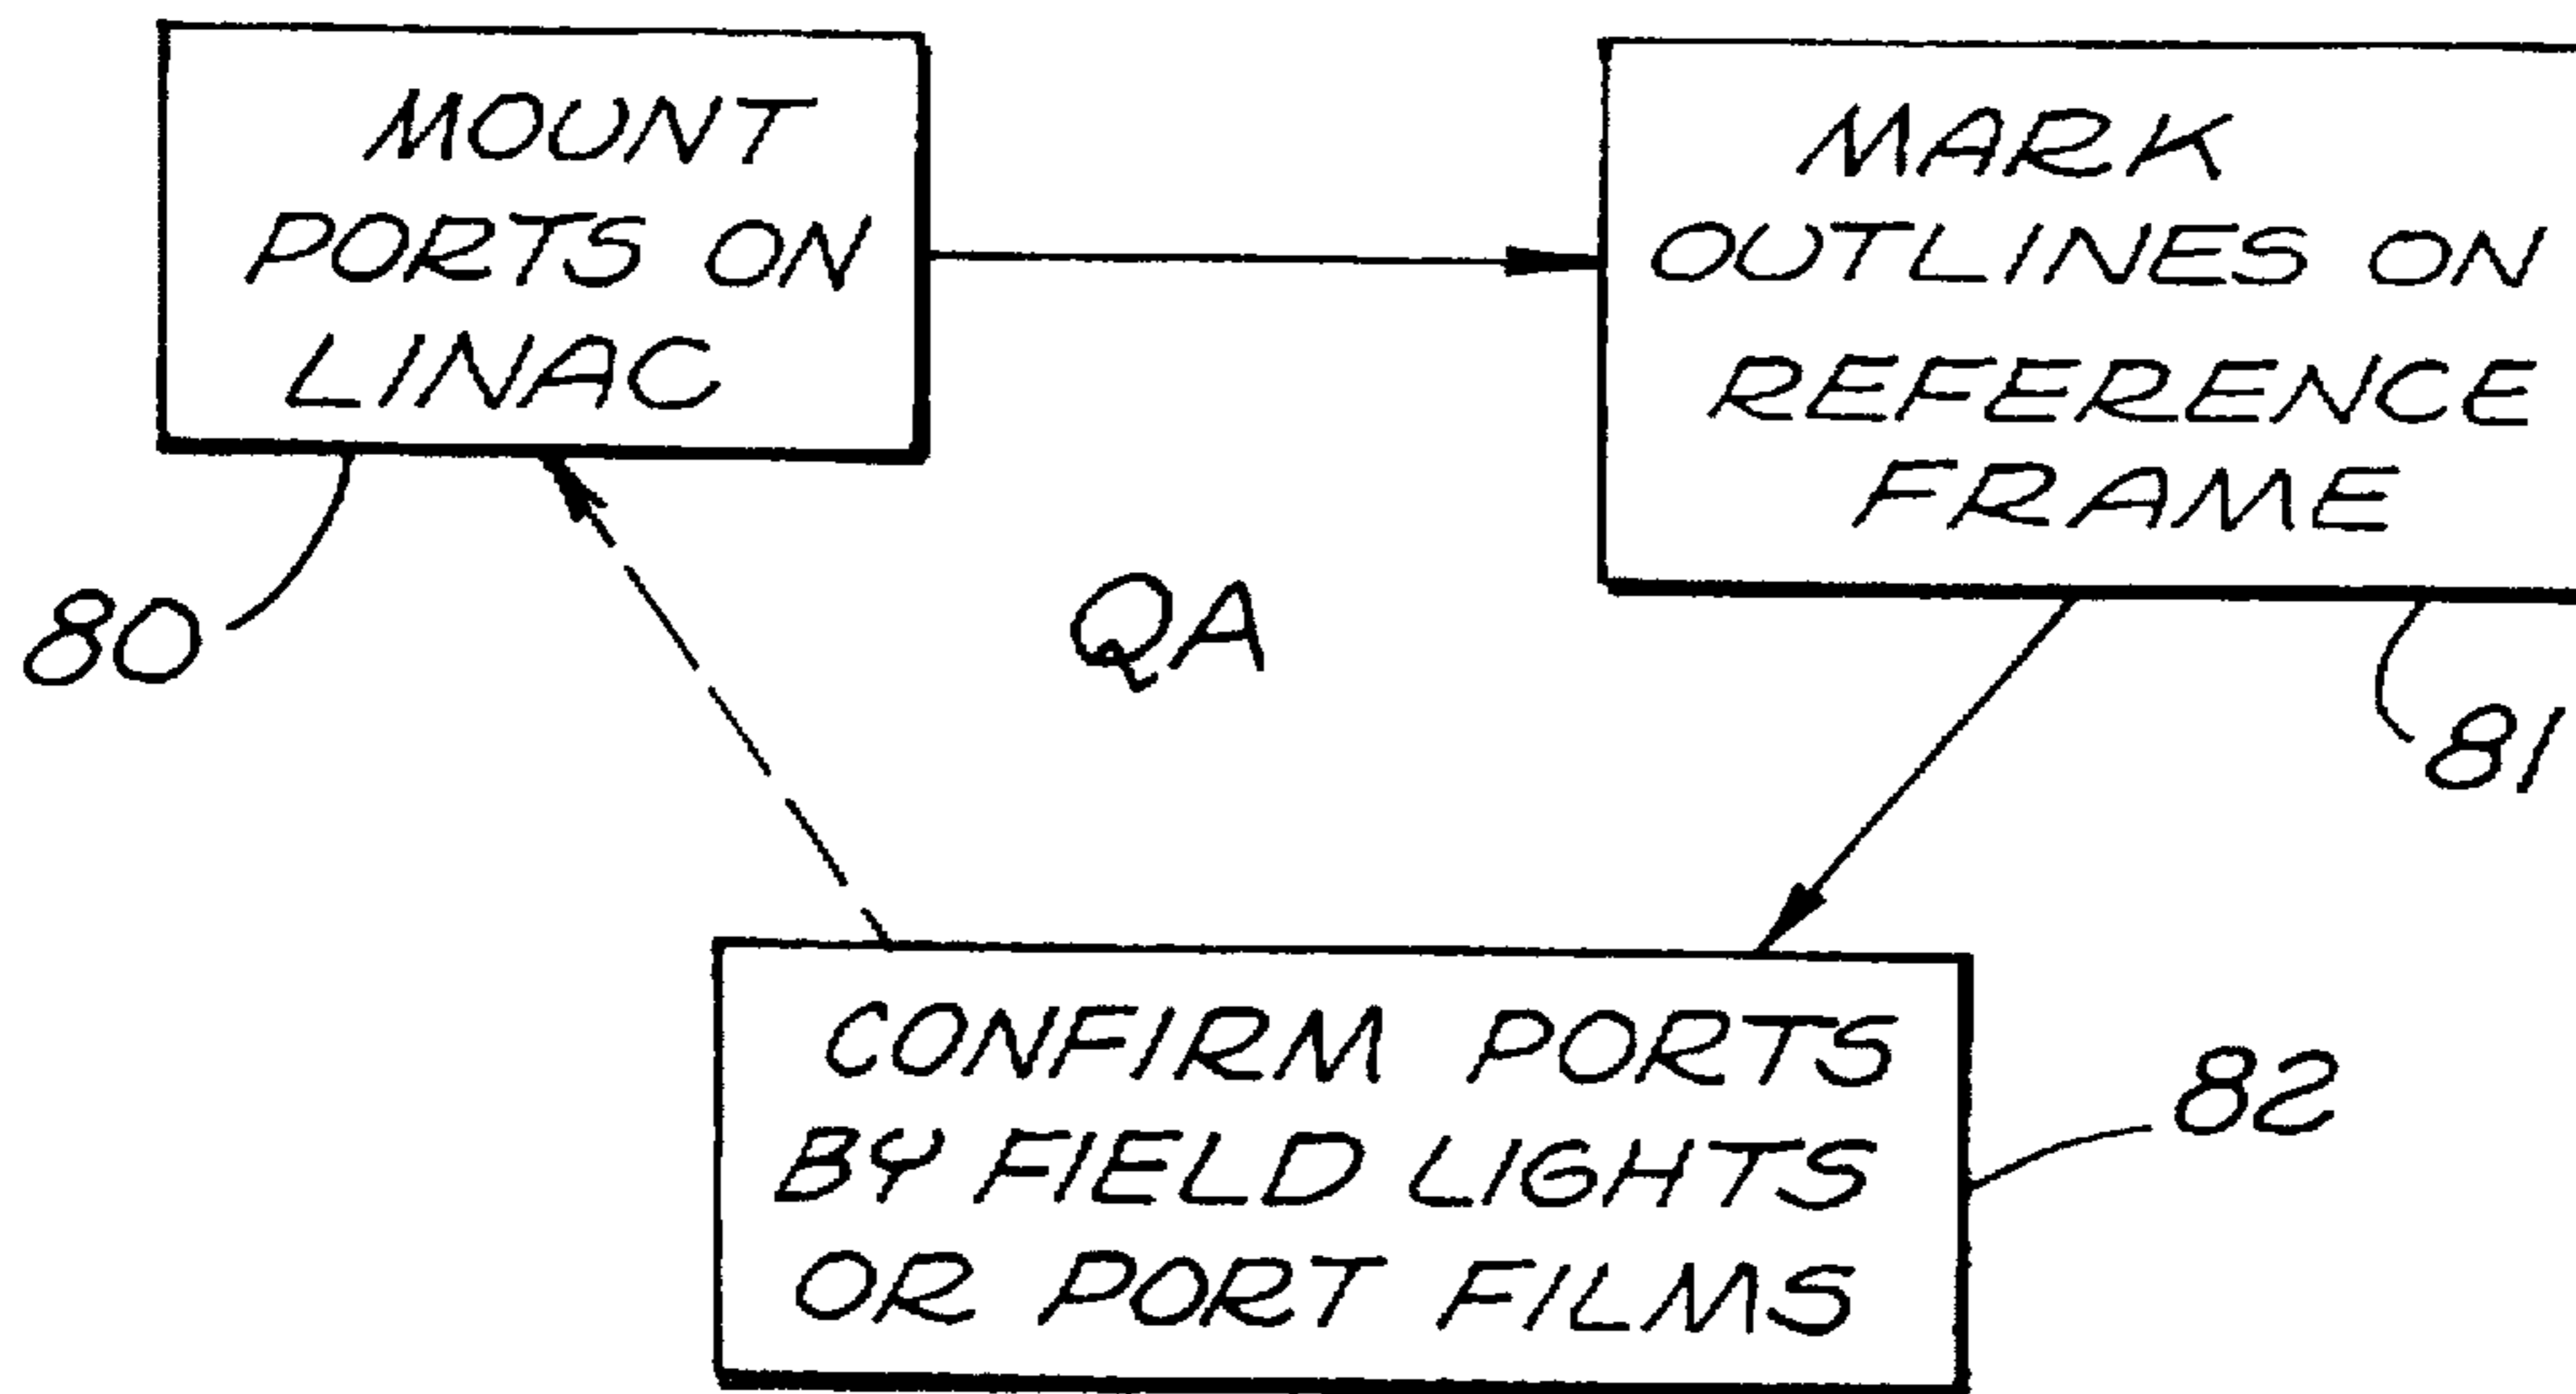 MOUNT
PORTS ON
LINAC
80
MARK
OUTLINES ON
REFERENCE
FRAME
81
QA
CONFIRM PORTS
BY FIELD LIGHTS
OR PORT FILMS
82